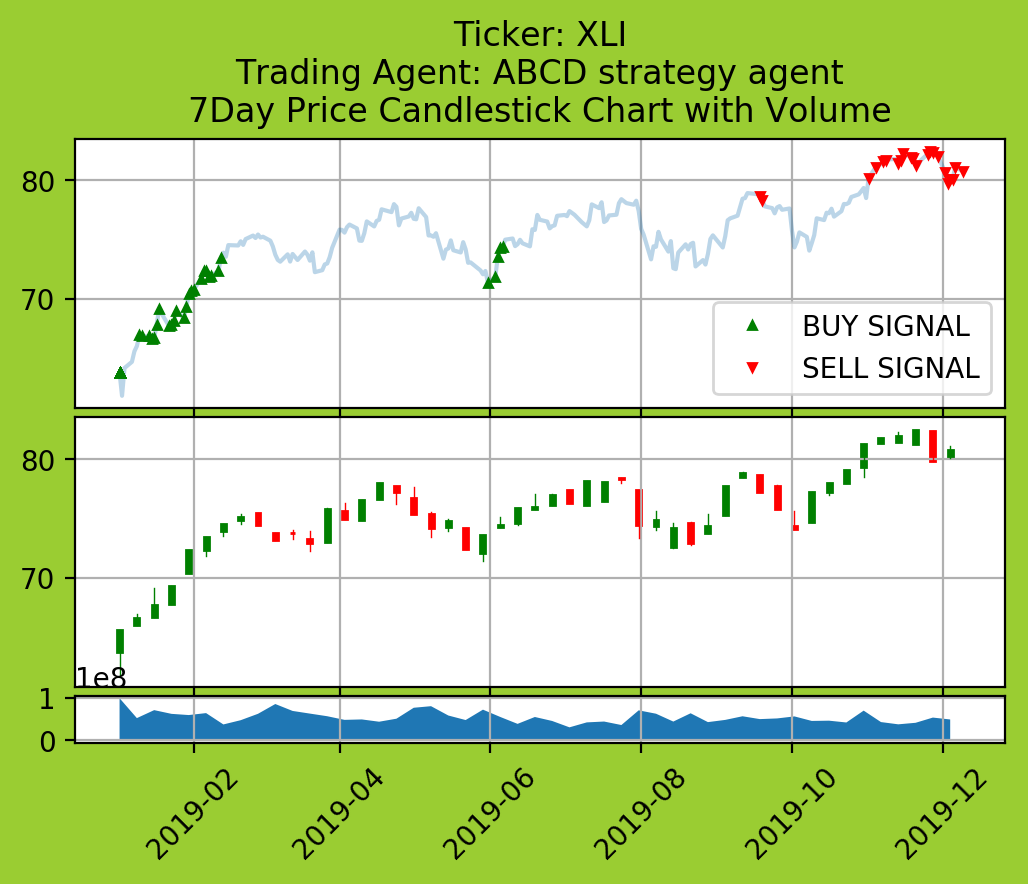 Ticker: XLI
Trading Agent: ABCD strategy agent
7Day Price Candlestick Chart with Volume
80
70
BUY SIGNAL
SELL SIGNAL
80
70
1e8
1
0
2019-02
2019-04
2019-06
2019-08
2019-10
2019-12